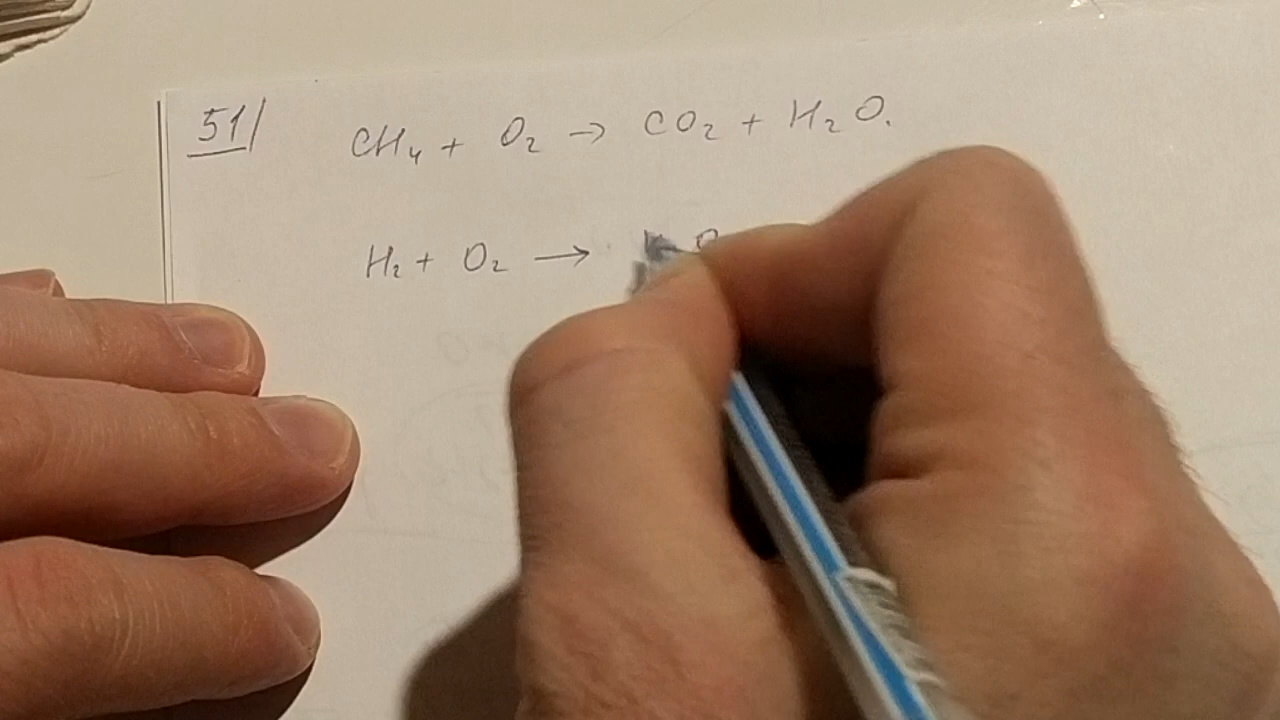 51) CH₄ + O₂ → CO₂ + H₂O.
H₂ + O₂ →